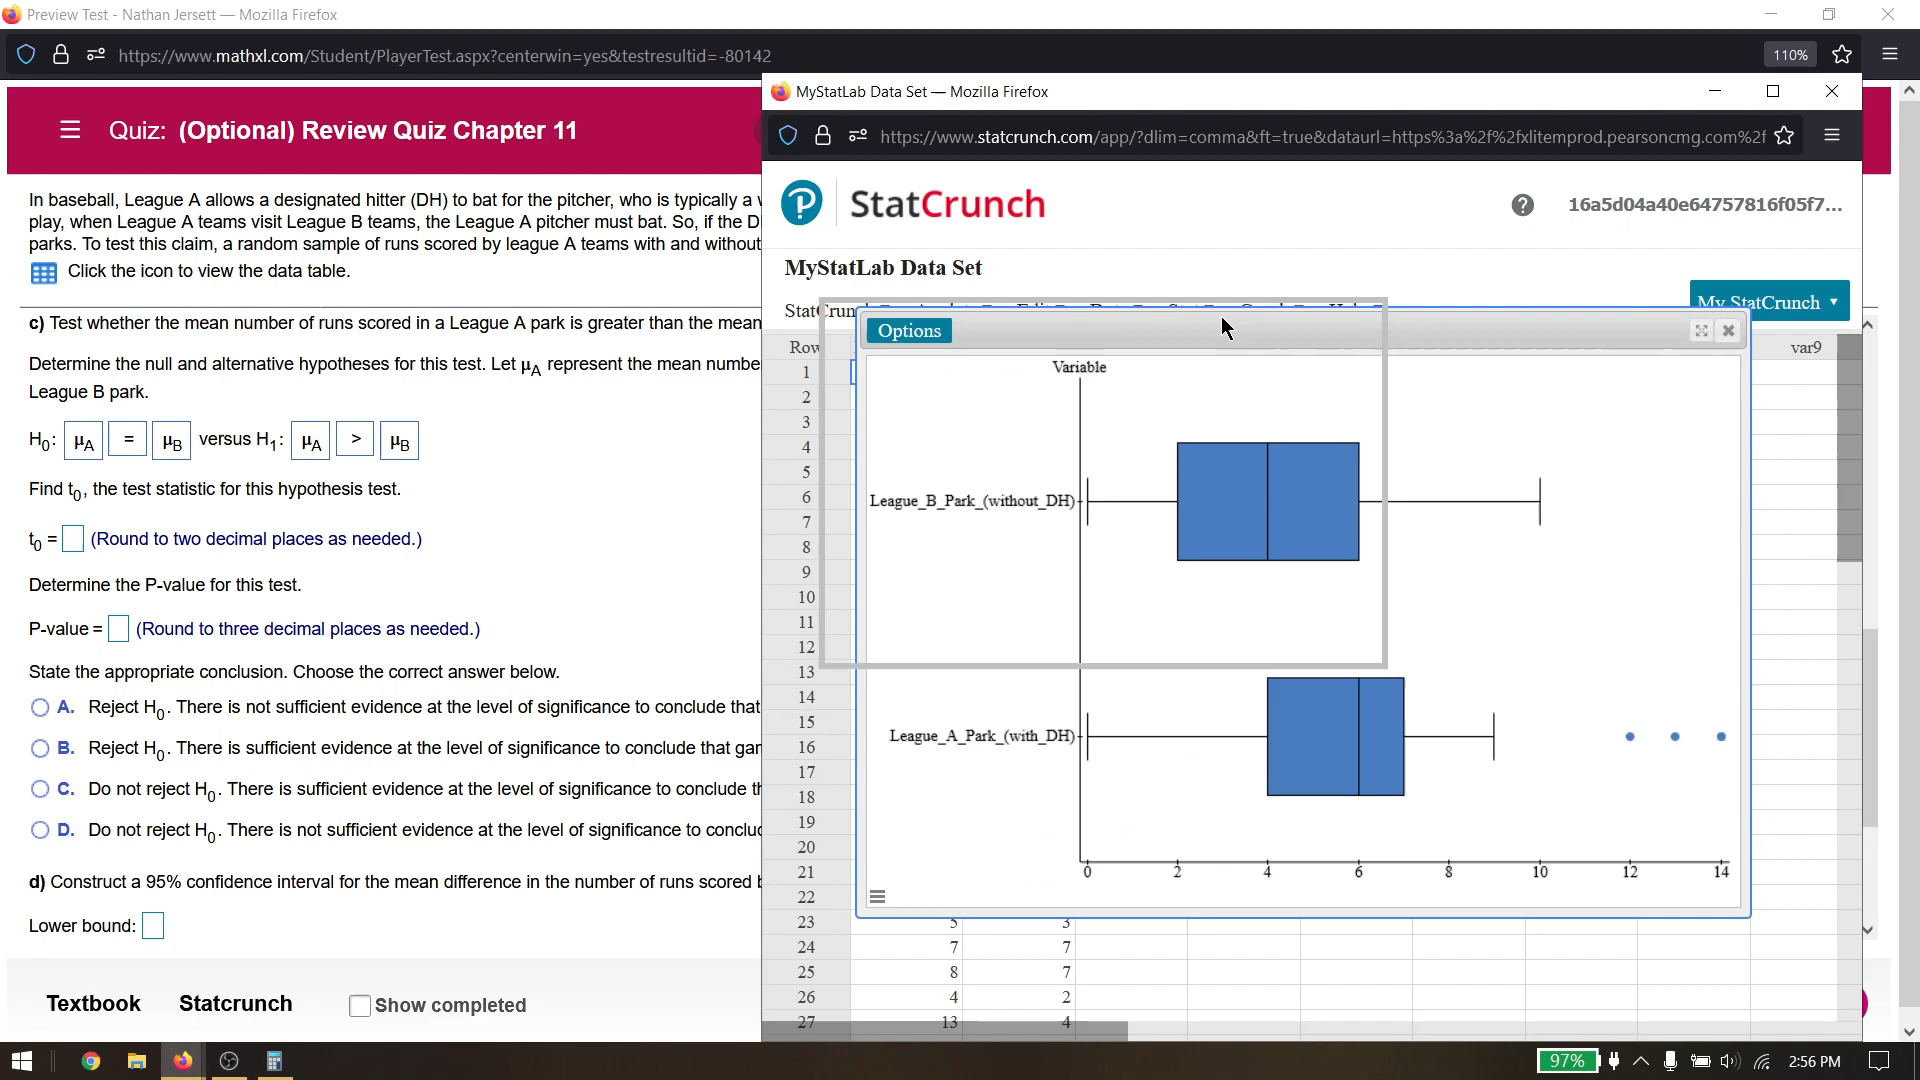 Preview Test - Nathan Jersett — Mozilla Firefox
https://www.mathxl.com/Student/PlayerTest.aspx?centerwin=yes&testresultid=-80142
110%
Quiz: (Optional) Review Quiz Chapter 11
In baseball, League A allows a designated hitter (DH) to bat for the pitcher, who is typically a
play, when League A teams visit League B teams, the League A pitcher must bat. So, if the D
parks. To test this claim, a random sample of runs scored by league A teams with and without
Click the icon to view the data table.
c) Test whether the mean number of runs scored in a League A park is greater than the mean
Determine the null and alternative hypotheses for this test. Let μA represent the mean numbe
League B park.
H0: μA = μB versus H1: μA > μB
Find t0, the test statistic for this hypothesis test.
t0 = (Round to two decimal places as needed.)
Determine the P-value for this test.
P-value = (Round to three decimal places as needed.)
State the appropriate conclusion. Choose the correct answer below.
A. Reject H0. There is not sufficient evidence at the level of significance to conclude that
B. Reject H0. There is sufficient evidence at the level of significance to conclude that gar
C. Do not reject H0. There is sufficient evidence at the level of significance to conclude th
D. Do not reject H0. There is not sufficient evidence at the level of significance to conclu
d) Construct a 95% confidence interval for the mean difference in the number of runs scored
Lower bound:
Textbook Statcrunch Show completed
MyStatLab Data Set — Mozilla Firefox
https://www.statcrunch.com/app/?dlim=comma&ft=true&dataurl=https%3a%2f%2fxlitemprod.pearsoncmg.com%2f
P StatCrunch
? 16a5d04a40e64757816f05f7...
MyStatLab Data Set
My StatCrunch
Row var9
Options
Variable
League_B_Park_(without_DH)
League_A_Park_(with_DH)
0 2 4 6 8 10 12 14
1
2
3
4
5
6
7
8
9
10
11
12
13
14
15
16
17
18
19
20
21
22
23 5 3
24 7 7
25 8 7
26 4 2
27 13 4
97% 2:56 PM